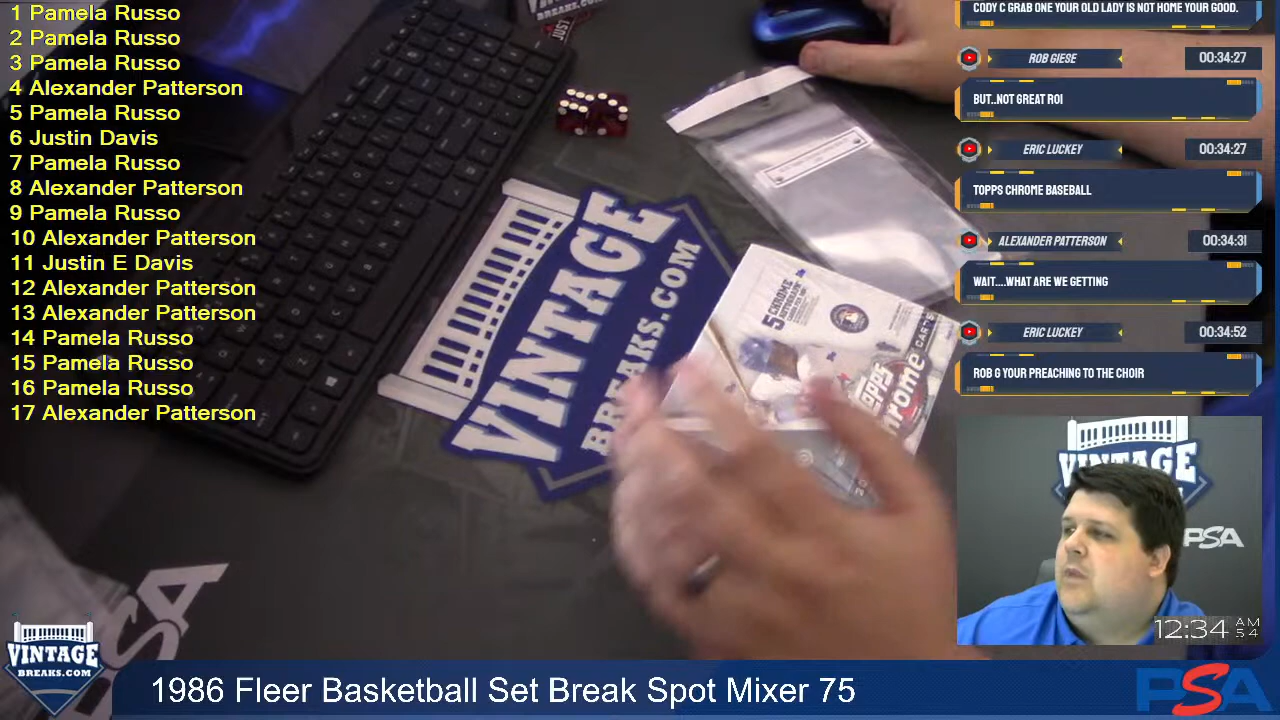 1 Pamela Russo
2 Pamela Russo
3 Pamela Russo
4 Alexander Patterson
5 Pamela Russo
6 Justin Davis
7 Pamela Russo
8 Alexander Patterson
9 Pamela Russo
10 Alexander Patterson
11 Justin E Davis
12 Alexander Patterson
13 Alexander Patterson
14 Pamela Russo
15 Pamela Russo
16 Pamela Russo
17 Alexander Patterson
CODY C GRAB ONE YOUR OLD LADY IS NOT HOME YOUR GOOD.
ROB GIESE 00:34:27
BUT..NOT GREAT ROI
ERIC LUCKEY 00:34:27
TOPPS CHROME BASEBALL
ALEXANDER PATTERSON 00:34:31
WAIT....WHAT ARE WE GETTING
ERIC LUCKEY 00:34:52
ROB G YOUR PREACHING TO THE CHOIR
VINTAGE
BREAKS.COM
JUST
5 CHROME
TOPPS
chrome
VINTAGE
PSA
12:34 AM
54
PSA
VINTAGE
BREAKS.COM
1986 Fleer Basketball Set Break Spot Mixer 75
PSA